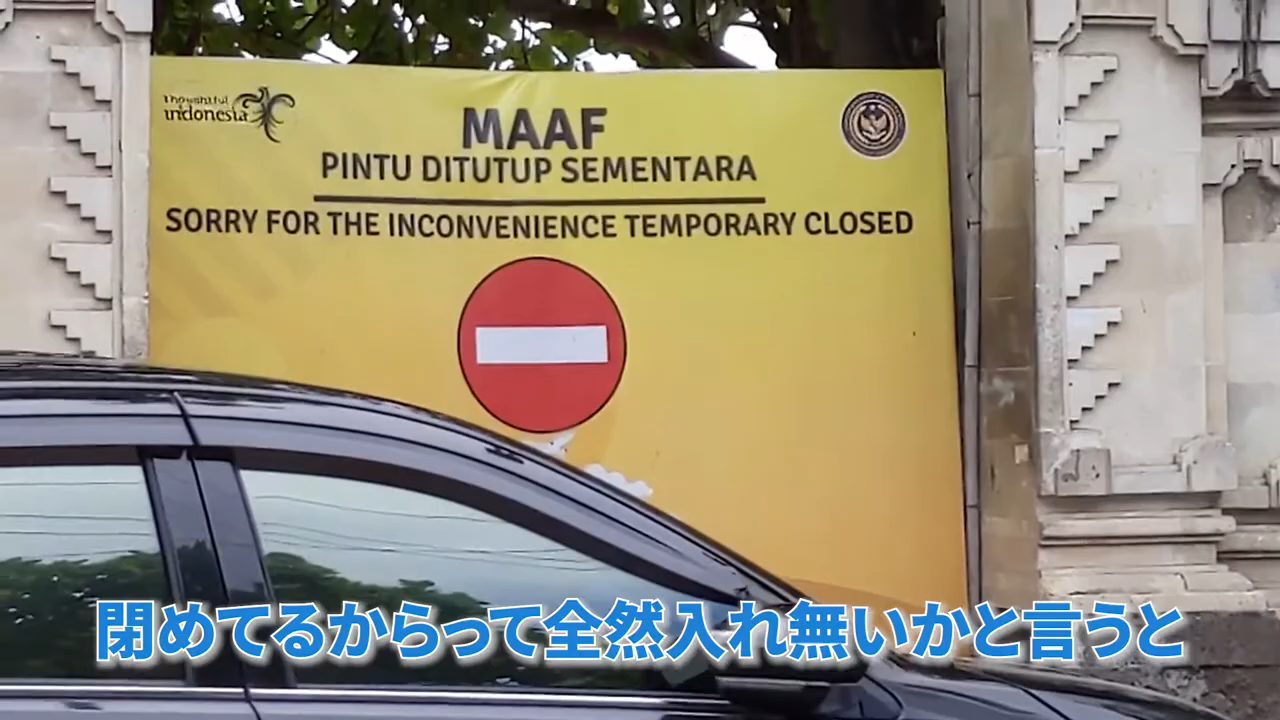 Thoughtful
indonesia
MAAF
PINTU DITUTUP SEMENTARA
SORRY FOR THE INCONVENIENCE TEMPORARY CLOSED
閉めてるからって全然入れ無いかと言うと